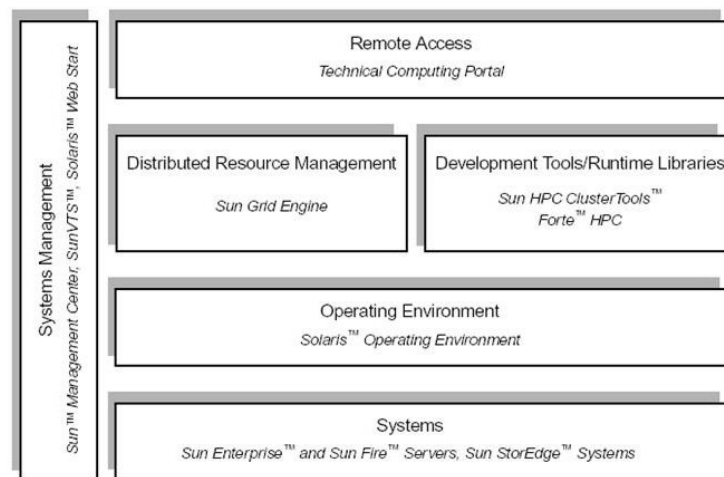 Systems Management
Sun™ Management Center, SunVTS™, Solaris™ Web Start
Remote Access
Technical Computing Portal
Distributed Resource Management
Sun Grid Engine
Development Tools/Runtime Libraries
Sun HPC ClusterTools™
Forte™ HPC
Operating Environment
Solaris™ Operating Environment
Systems
Sun Enterprise™ and Sun Fire™ Servers, Sun StorEdge™ Systems